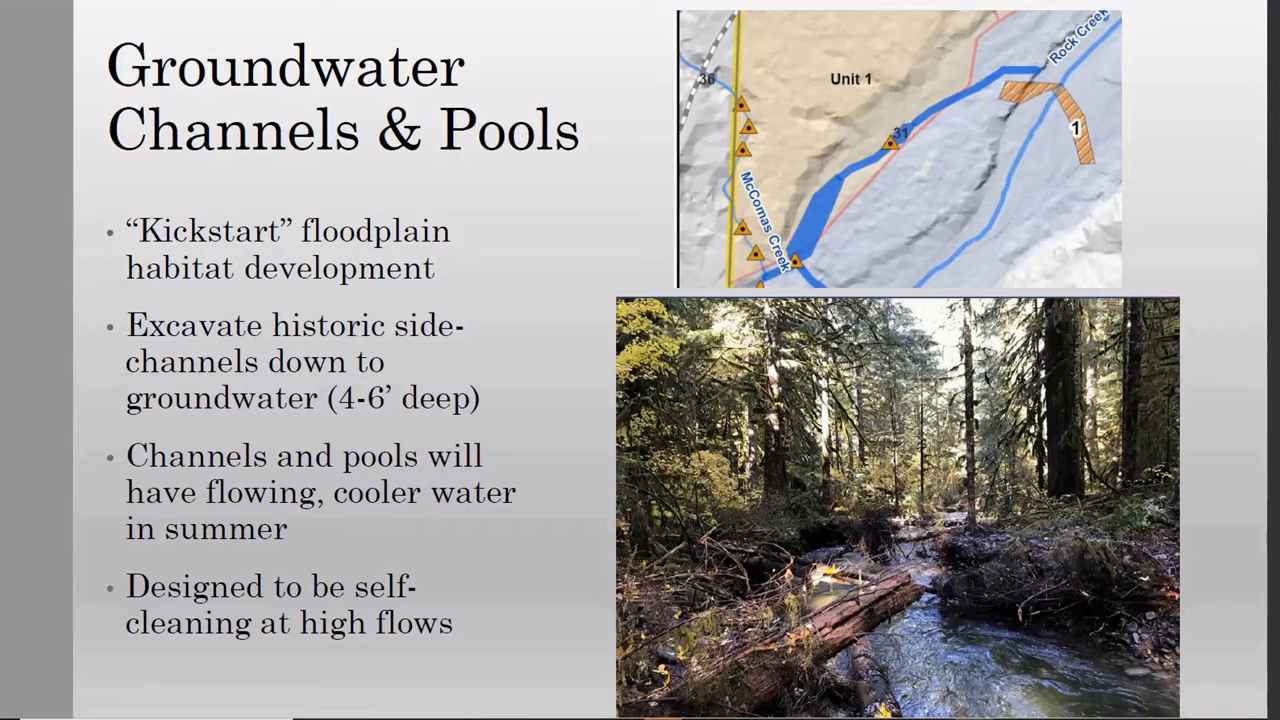 Groundwater
Channels & Pools
• “Kickstart” floodplain
habitat development
• Excavate historic side-
channels down to
groundwater (4-6’ deep)
• Channels and pools will
have flowing, cooler water
in summer
• Designed to be self-
cleaning at high flows
36
Unit 1
Rock Creek
31
1
McComas Creek